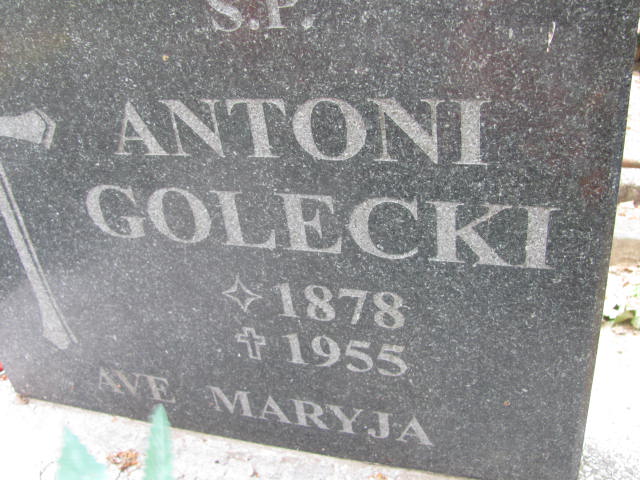 S.P.
ANTONI
GOLECKI
1878
1955
AVE MARYJA